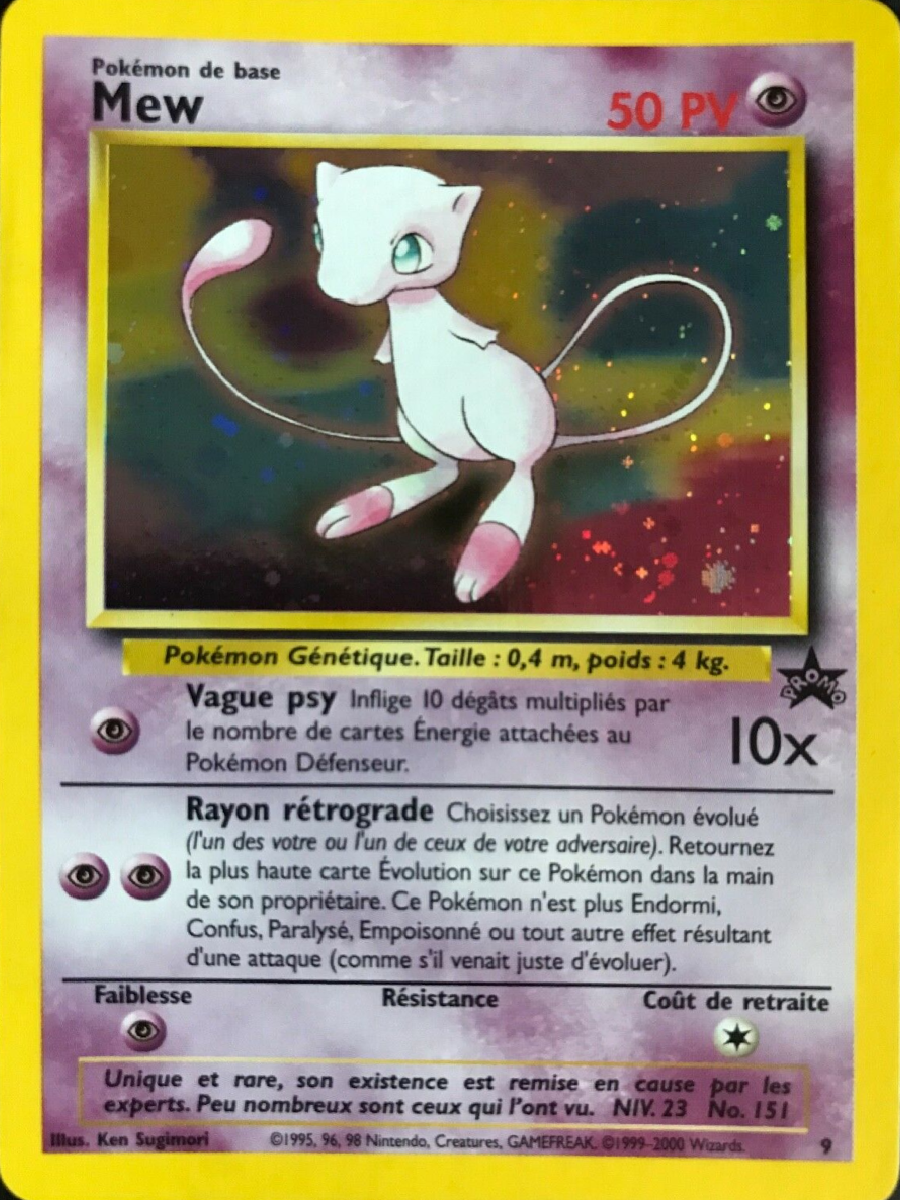 Pokémon de base
Mew
50 PV
Pokémon Génétique. Taille : 0,4 m, poids : 4 kg.
PROMO
Vague psy Inflige 10 dégâts multipliés par
le nombre de cartes Énergie attachées au
Pokémon Défenseur.
10x
Rayon rétrograde Choisissez un Pokémon évolué
(l'un des votre ou l'un de ceux de votre adversaire). Retournez
la plus haute carte Évolution sur ce Pokémon dans la main
de son propriétaire. Ce Pokémon n'est plus Endormi,
Confus, Paralysé, Empoisonné ou tout autre effet résultant
d'une attaque (comme s'il venait juste d'évoluer).
Faiblesse Résistance Coût de retraite
Unique et rare, son existence est remise en cause par les
experts. Peu nombreux sont ceux qui l'ont vu. NIV. 23 No. 151
Illus. Ken Sugimori ©1995, 96, 98 Nintendo, Creatures, GAMEFREAK. ©1999-2000 Wizards. 9